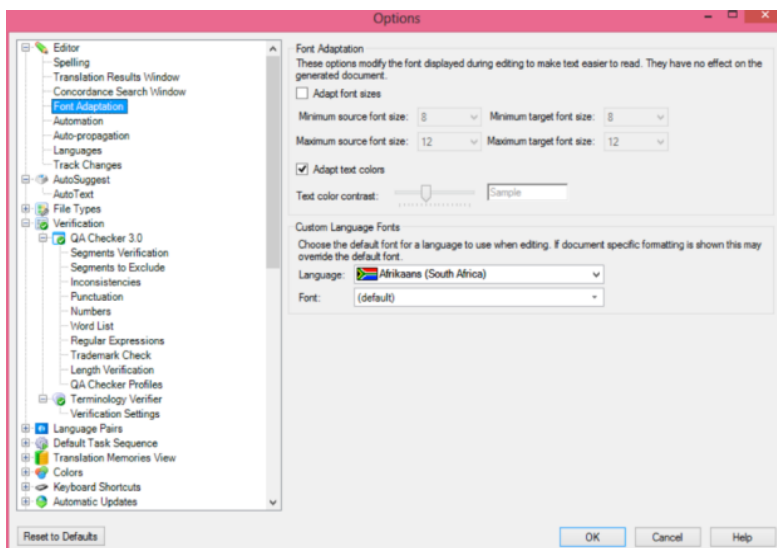 Options
Editor
Spelling
Translation Results Window
Concordance Search Window
Font Adaptation
Automation
Auto-propagation
Languages
Track Changes
AutoSuggest
AutoText
File Types
Verification
QA Checker 3.0
Segments Verification
Segments to Exclude
Inconsistencies
Punctuation
Numbers
Word List
Regular Expressions
Trademark Check
Length Verification
QA Checker Profiles
Terminology Verifier
Verification Settings
Language Pairs
Default Task Sequence
Translation Memories View
Colors
Keyboard Shortcuts
Automatic Updates
Font Adaptation
These options modify the font displayed during editing to make text easier to read. They have no effect on the
generated document.
Adapt font sizes
Minimum source font size: 8 Minimum target font size: 8
Maximum source font size: 12 Maximum target font size: 12
Adapt text colors
Text color contrast: Sample
Custom Language Fonts
Choose the default font for a language to use when editing. If document specific formatting is shown this may
override the default font.
Language: Afrikaans (South Africa)
Font: (default)
Reset to Defaults OK Cancel Help